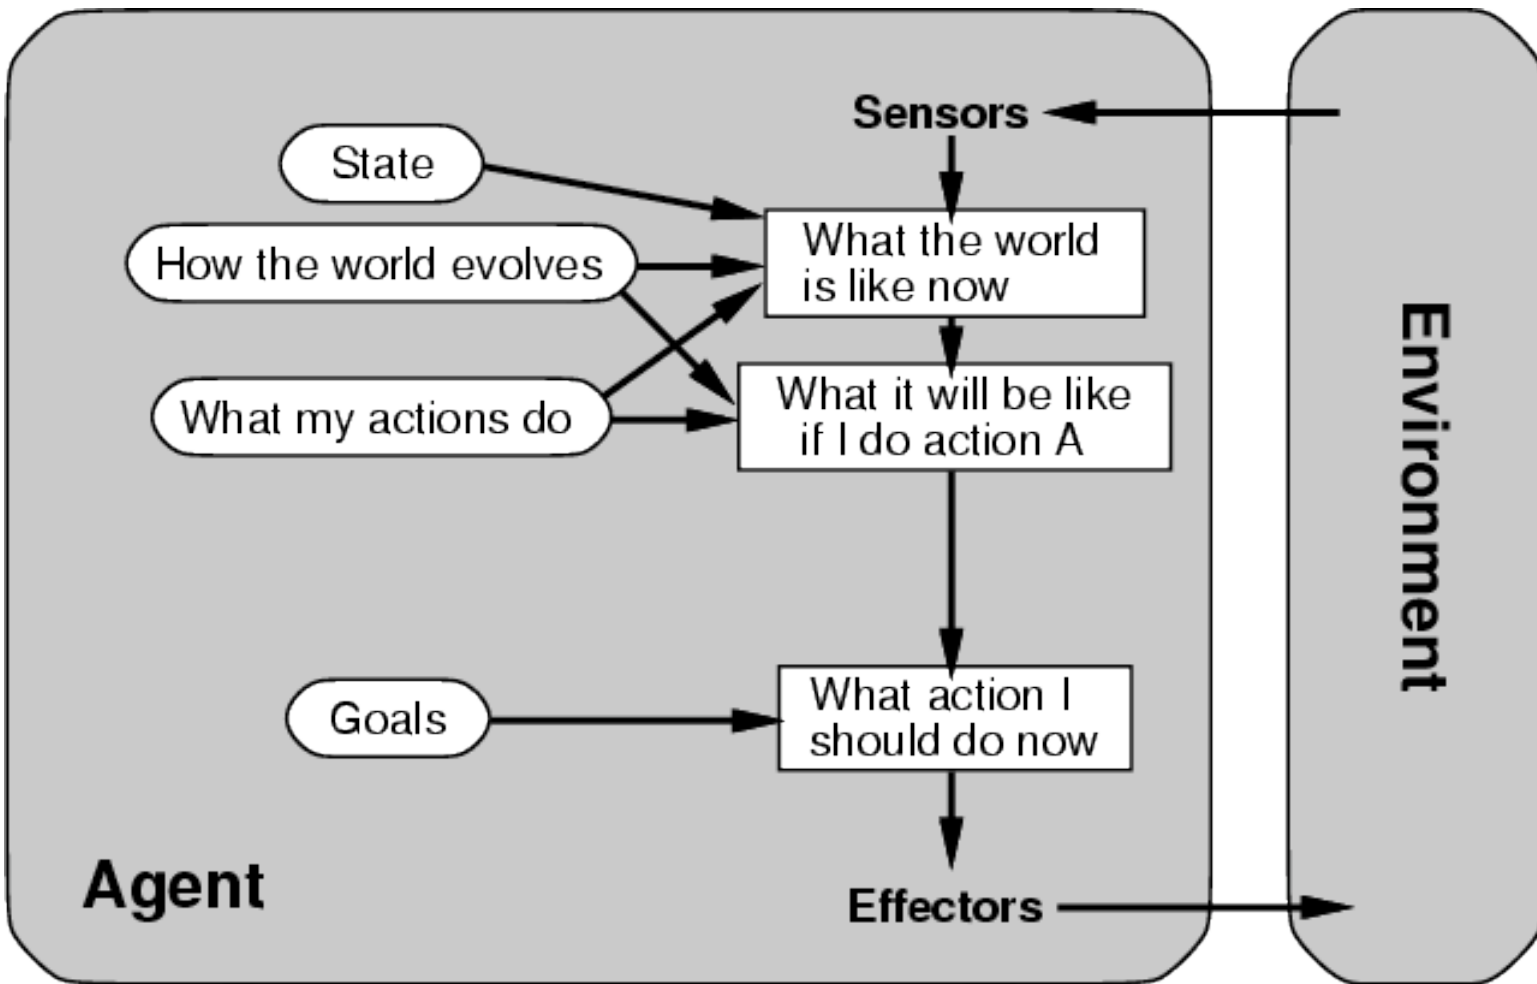 Sensors
State
What the world
is like now
How the world evolves
What it will be like
if I do action A
What my actions do
Goals
What action I
should do now
Agent
Effectors
Environment